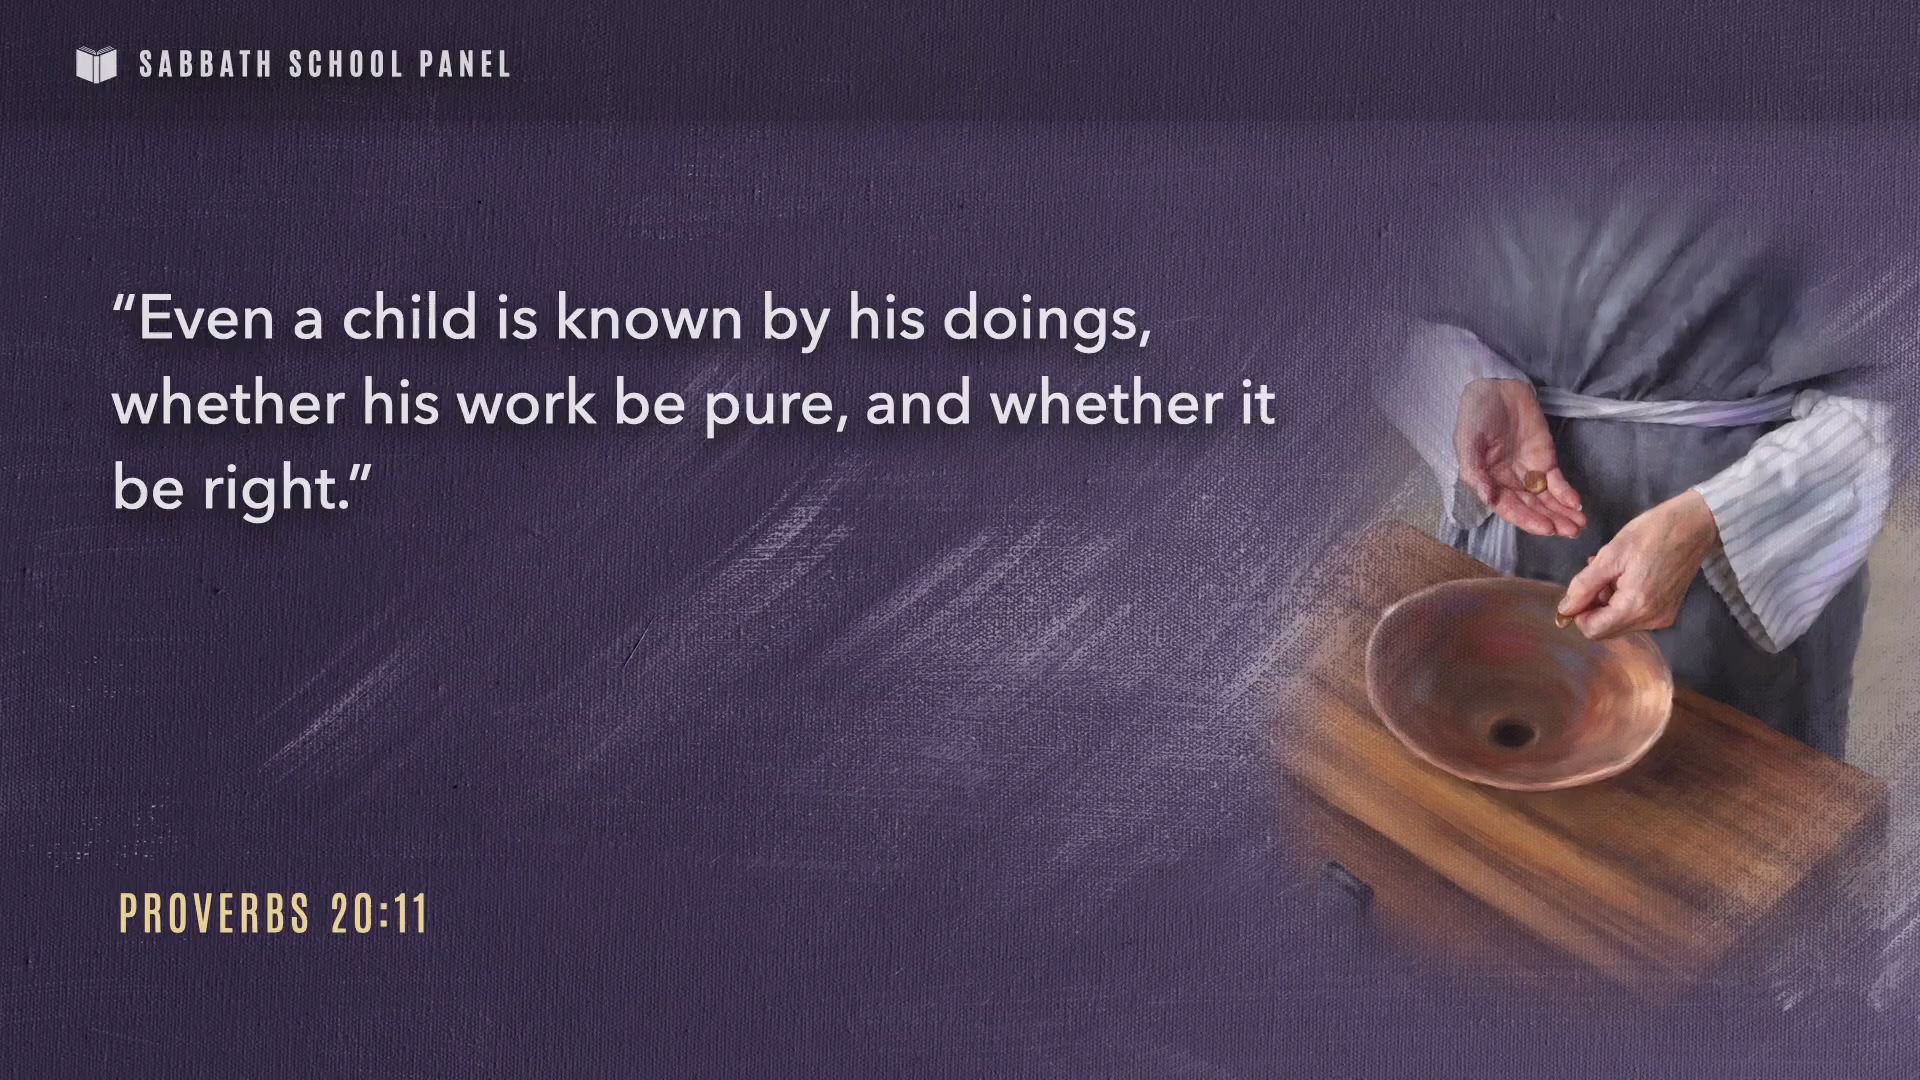 SABBATH SCHOOL PANEL
“Even a child is known by his doings,
whether his work be pure, and whether it
be right.”
PROVERBS 20:11